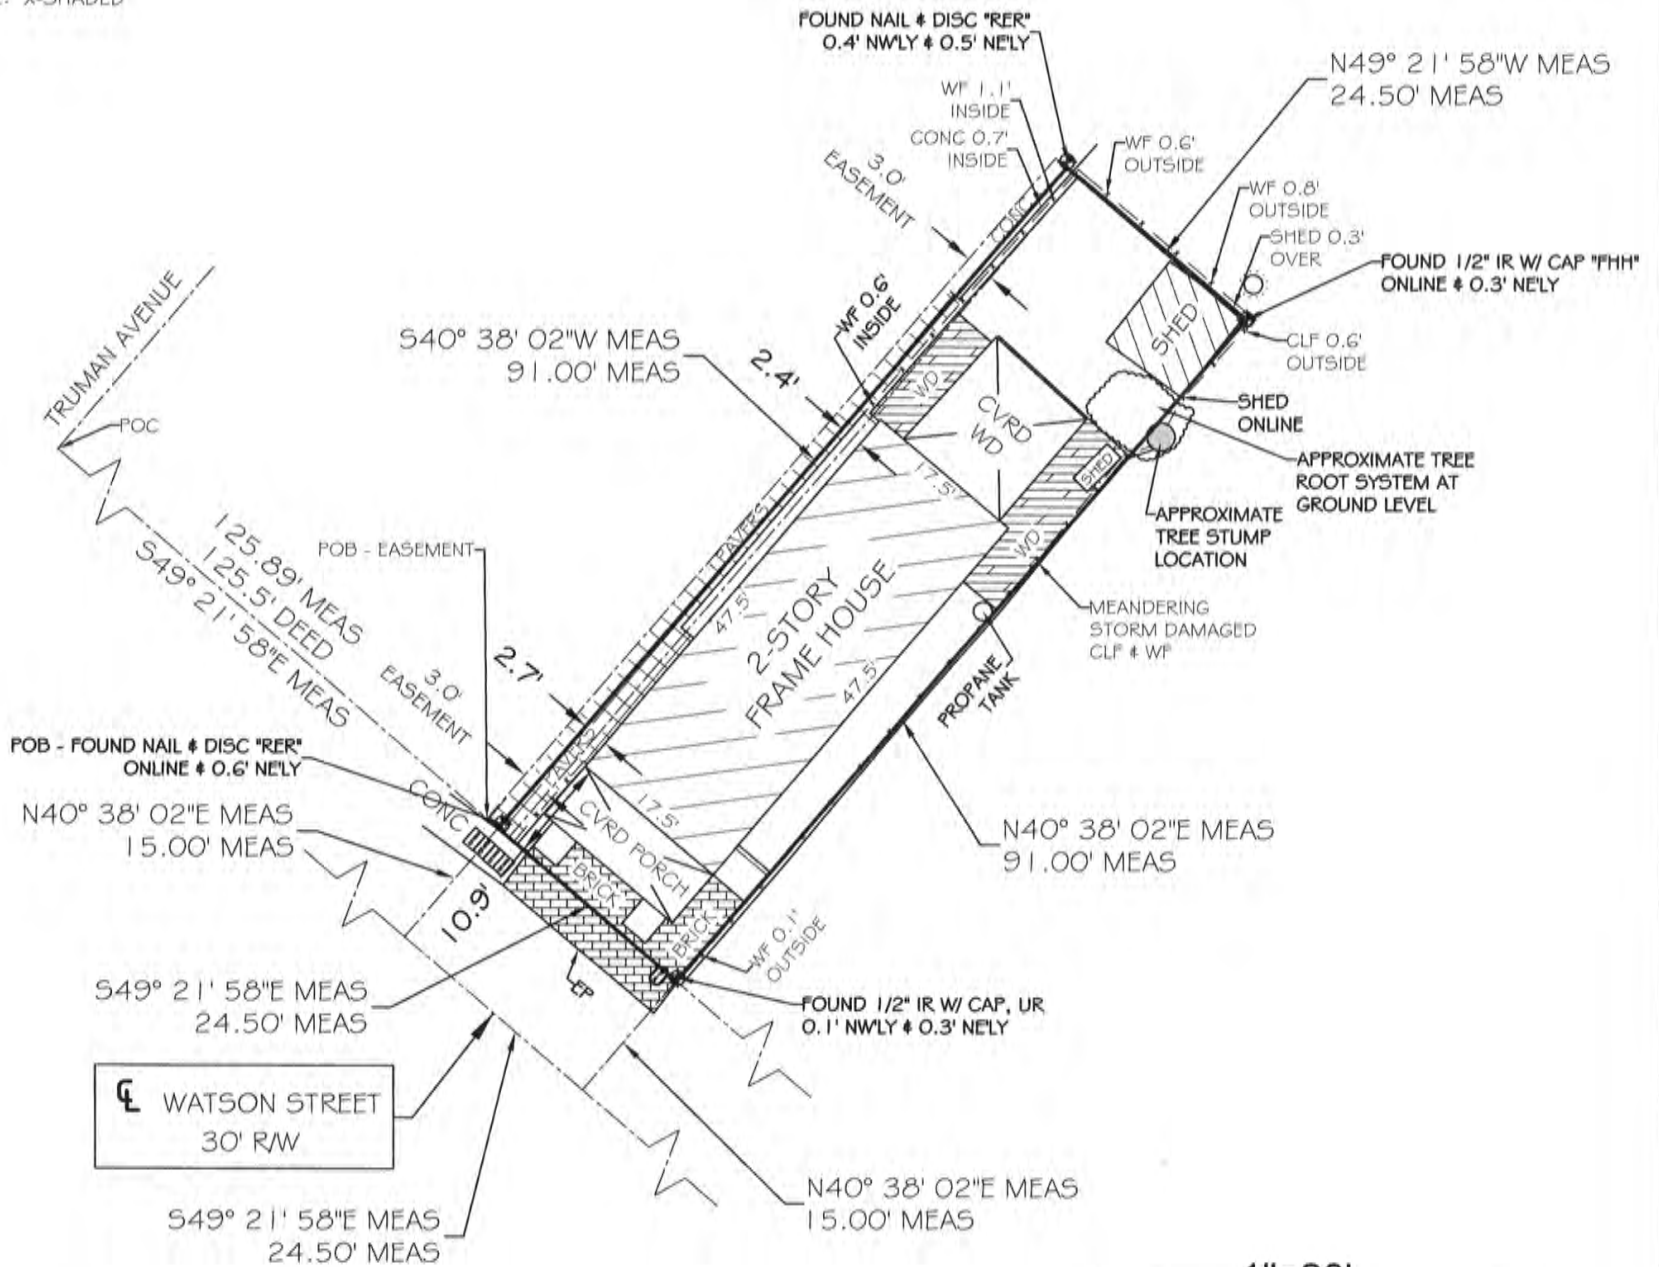 X-SHADED
FOUND NAIL & DISC "RER"
0.4' NW'LY & 0.5' NE'LY
N49° 21' 58"W MEAS
24.50' MEAS
WF 1.1'
INSIDE
CONC 0.7'
INSIDE
WF 0.6'
OUTSIDE
3.0'
EASEMENT
CONC
WF 0.8'
OUTSIDE
SHED 0.3'
OVER
FOUND 1/2" IR W/ CAP "FHH"
ONLINE & 0.3' NE'LY
TRUMAN AVENUE
POC
S40° 38' 02"W MEAS
91.00' MEAS
2.4'
WF 0.6'
INSIDE
SHED
CLF 0.6'
OUTSIDE
WD
CVRD
WD
SHED
ONLINE
17.5'
SHED
APPROXIMATE TREE
ROOT SYSTEM AT
GROUND LEVEL
APPROXIMATE
TREE STUMP
LOCATION
125.89' MEAS
125.5' DEED
S49° 21' 58"E MEAS
POB - EASEMENT
PAVERS
WD
47.5'
2-STORY
FRAME HOUSE
47.5'
MEANDERING
STORM DAMAGED
CLF & WF
PROPANE
TANK
3.0'
EASEMENT
2.7'
POB - FOUND NAIL & DISC "RER"
ONLINE & 0.6' NE'LY
PAVERS
CONC
17.5'
CVRD PORCH
N40° 38' 02"E MEAS
15.00' MEAS
N40° 38' 02"E MEAS
91.00' MEAS
BRICK
BRICK
10.9'
WF 0.1'
OUTSIDE
S49° 21' 58"E MEAS
24.50' MEAS
EP
FOUND 1/2" IR W/ CAP, UR
0.1' NW'LY & 0.3' NE'LY
℄ WATSON STREET
30' R/W
N40° 38' 02"E MEAS
15.00' MEAS
S49° 21' 58"E MEAS
24.50' MEAS